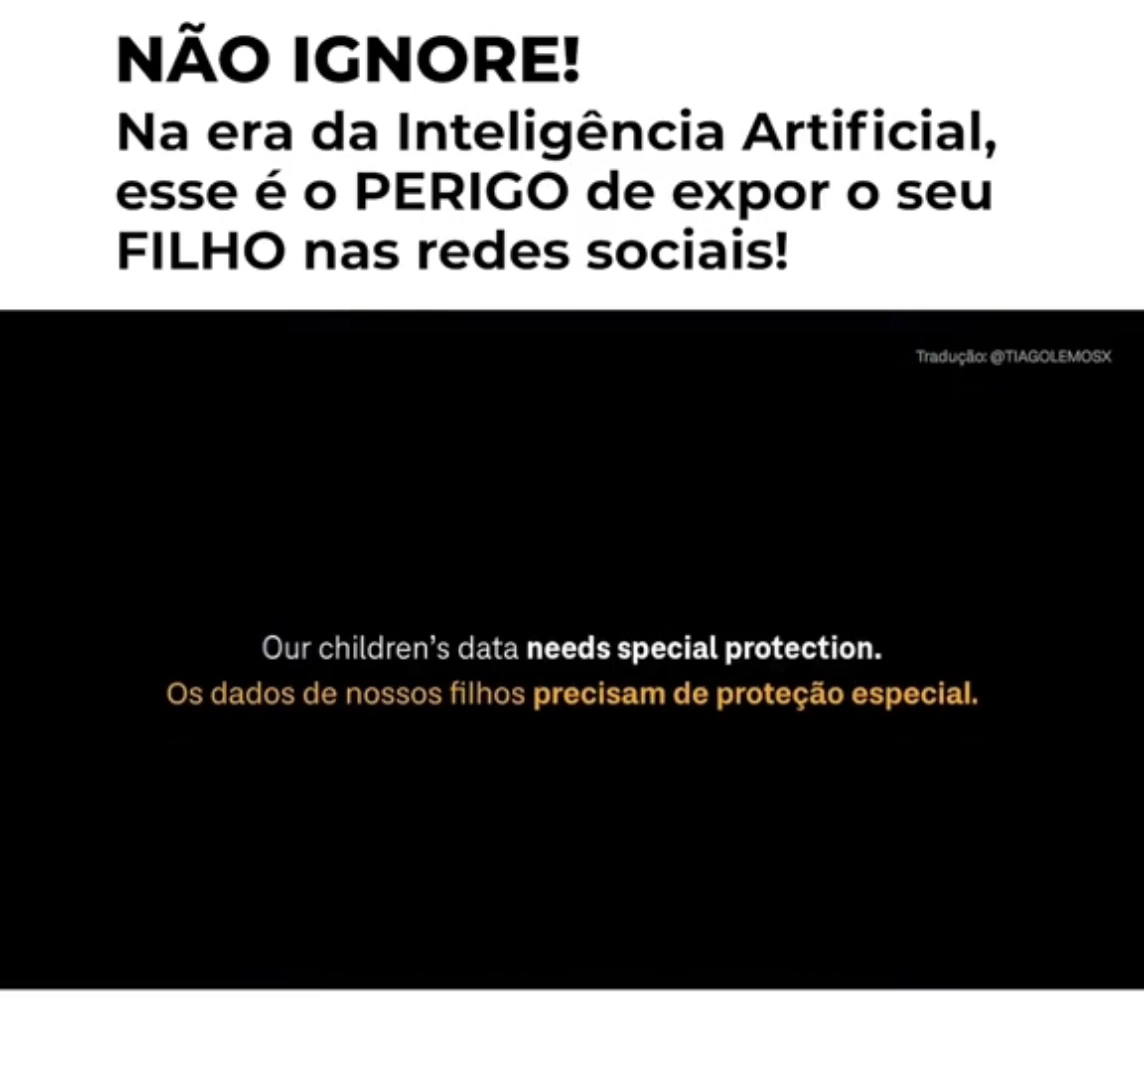 NÃO IGNORE!
Na era da Inteligência Artificial,
esse é o PERIGO de expor o seu
FILHO nas redes sociais!
Tradução: @TIAGOLEMOSX
Our children’s data needs special protection.
Os dados de nossos filhos precisam de proteção especial.